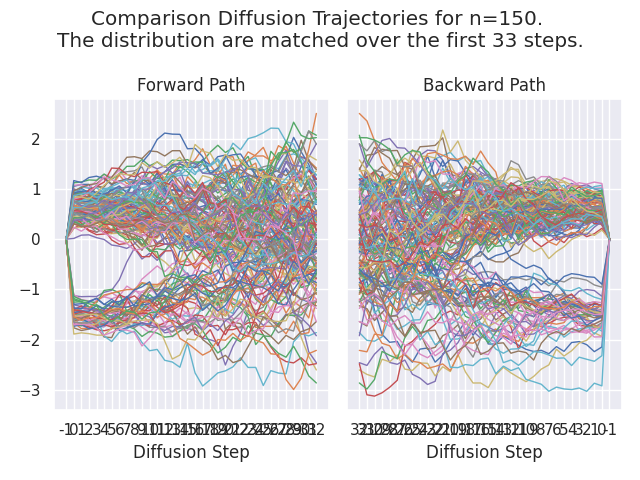 Comparison Diffusion Trajectories for n=150.
The distribution are matched over the first 33 steps.
Forward Path
Backward Path
2
1
0
−1
−2
−3
Diffusion Step
Diffusion Step